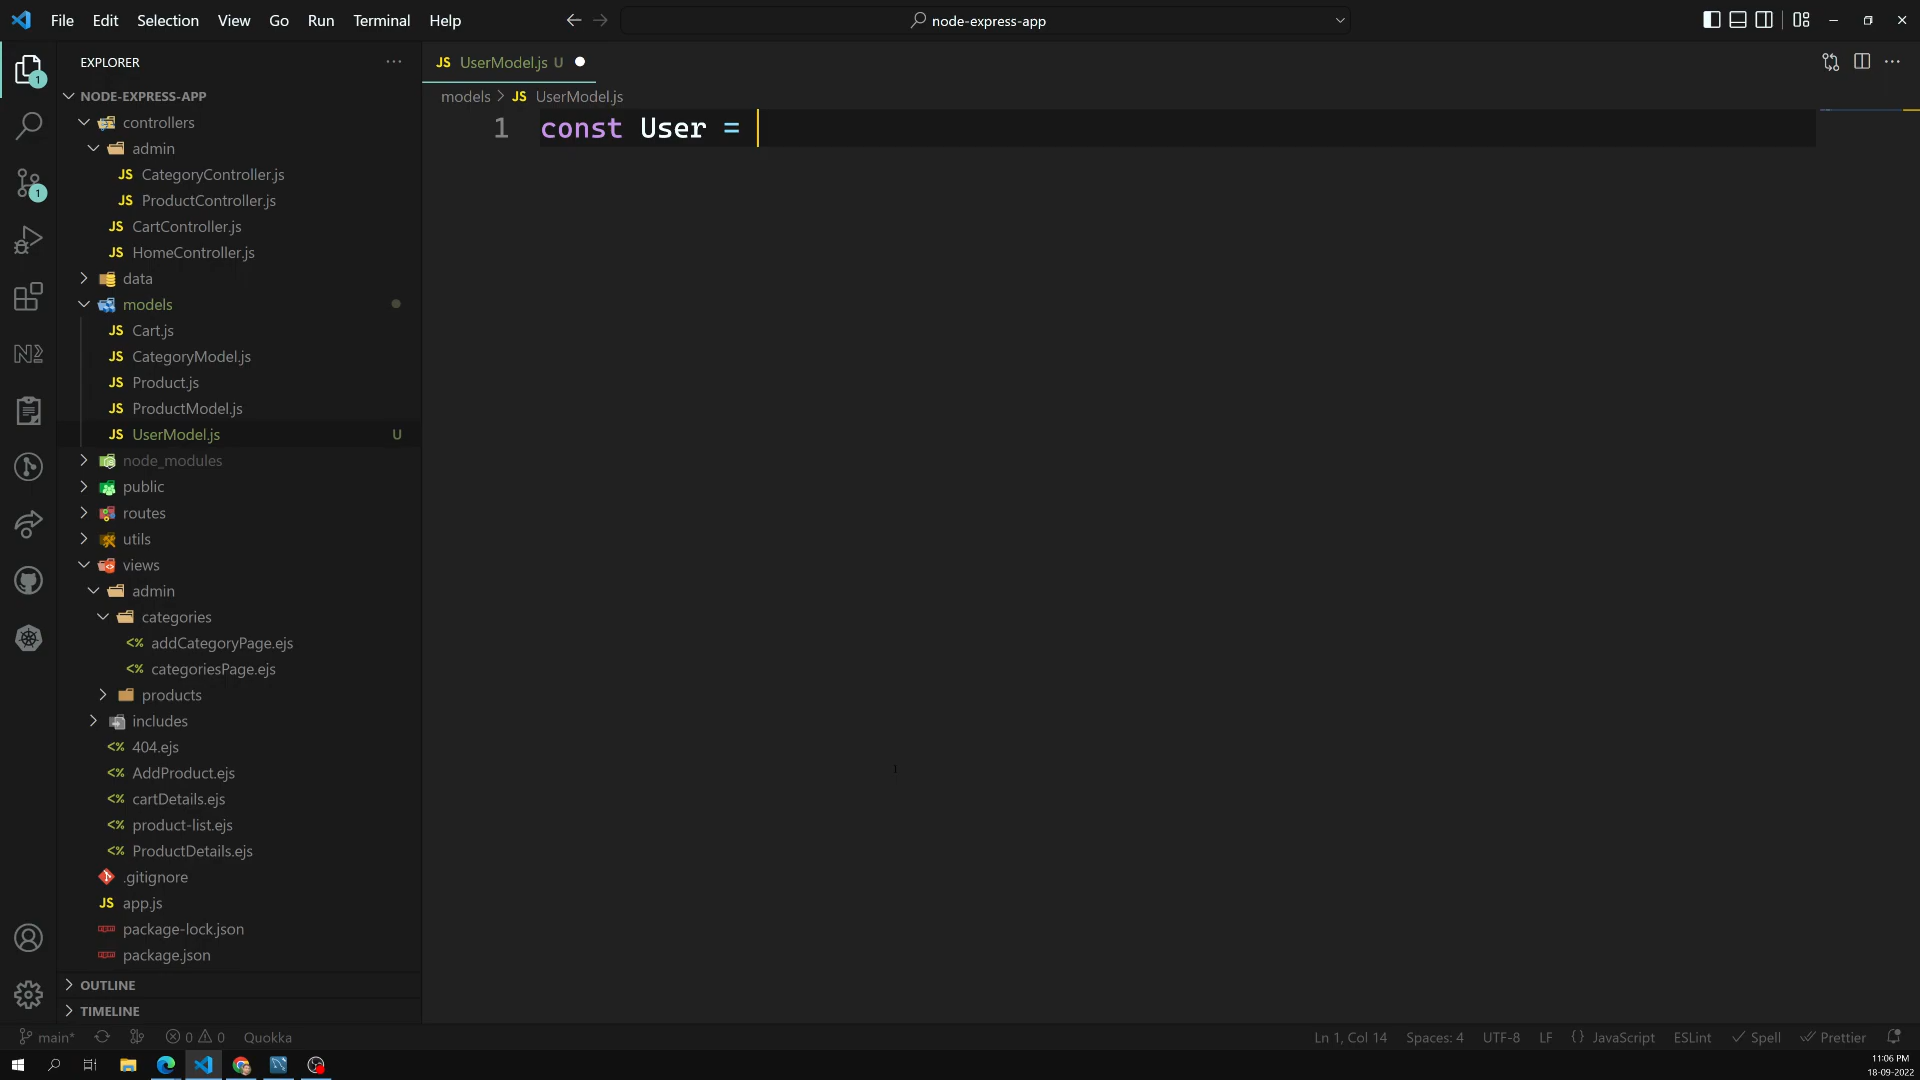 File Edit Selection View Go Run Terminal Help
node-express-app
EXPLORER
NODE-EXPRESS-APP
controllers
admin
JS CategoryController.js
JS ProductController.js
JS CartController.js
JS HomeController.js
data
models
JS Cart.js
JS CategoryModel.js
JS Product.js
JS ProductModel.js
JS UserModel.js U
node_modules
public
routes
utils
views
admin
categories
<% addCategoryPage.ejs
<% categoriesPage.ejs
products
includes
<% 404.ejs
<% AddProduct.ejs
<% cartDetails.ejs
<% product-list.ejs
<% ProductDetails.ejs
.gitignore
JS app.js
package-lock.json
package.json
OUTLINE
TIMELINE
1
1
JS UserModel.js U
models > JS UserModel.js
1 const User =
main* 0 0 Quokka
Ln 1, Col 14 Spaces: 4 UTF-8 LF {} JavaScript ESLint Spell Prettier
11:06 PM
18-09-2022